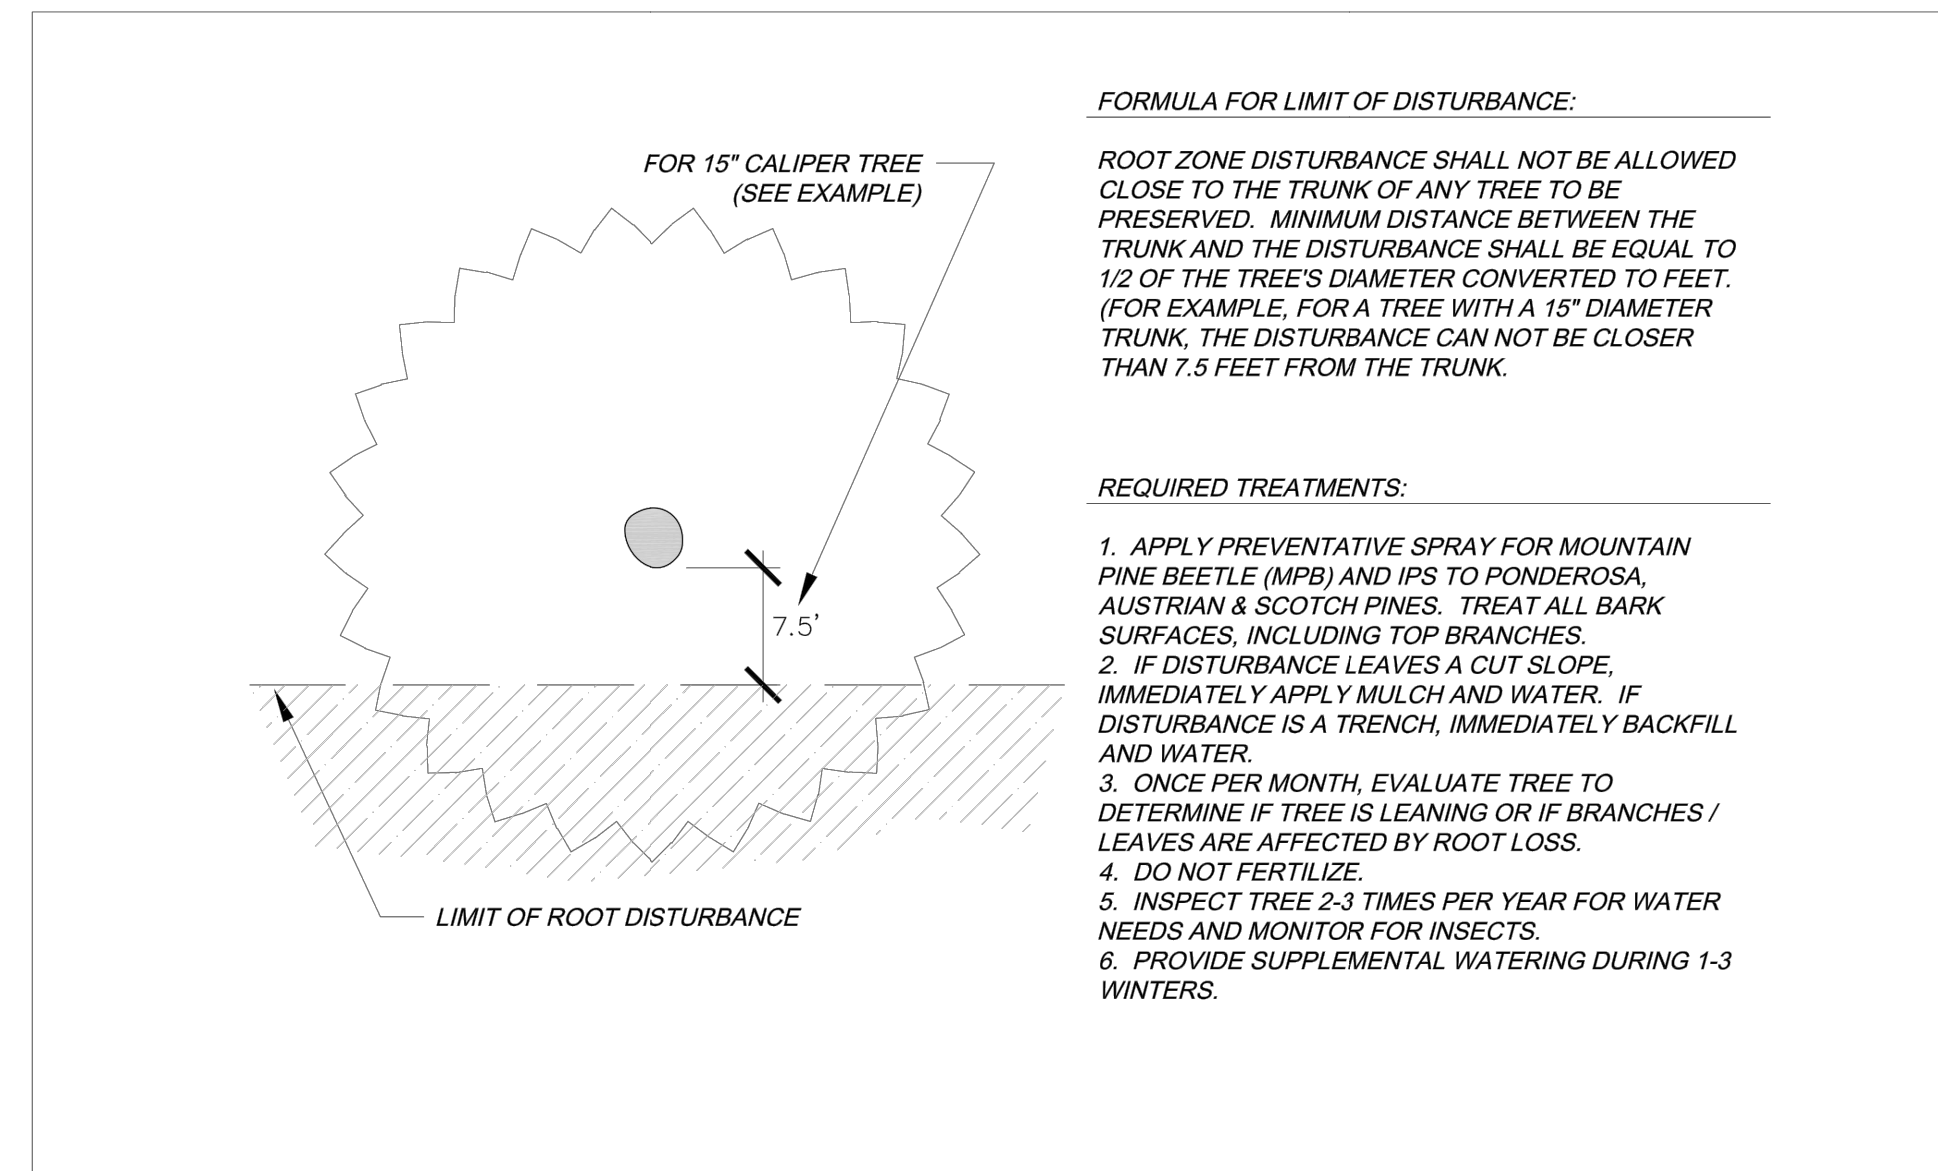 FOR 15" CALIPER TREE
(SEE EXAMPLE)
7.5'
LIMIT OF ROOT DISTURBANCE
FORMULA FOR LIMIT OF DISTURBANCE:
ROOT ZONE DISTURBANCE SHALL NOT BE ALLOWED
CLOSE TO THE TRUNK OF ANY TREE TO BE
PRESERVED. MINIMUM DISTANCE BETWEEN THE
TRUNK AND THE DISTURBANCE SHALL BE EQUAL TO
1/2 OF THE TREE'S DIAMETER CONVERTED TO FEET.
(FOR EXAMPLE, FOR A TREE WITH A 15" DIAMETER
TRUNK, THE DISTURBANCE CAN NOT BE CLOSER
THAN 7.5 FEET FROM THE TRUNK.
REQUIRED TREATMENTS:
1. APPLY PREVENTATIVE SPRAY FOR MOUNTAIN
PINE BEETLE (MPB) AND IPS TO PONDEROSA,
AUSTRIAN & SCOTCH PINES. TREAT ALL BARK
SURFACES, INCLUDING TOP BRANCHES.
2. IF DISTURBANCE LEAVES A CUT SLOPE,
IMMEDIATELY APPLY MULCH AND WATER. IF
DISTURBANCE IS A TRENCH, IMMEDIATELY BACKFILL
AND WATER.
3. ONCE PER MONTH, EVALUATE TREE TO
DETERMINE IF TREE IS LEANING OR IF BRANCHES /
LEAVES ARE AFFECTED BY ROOT LOSS.
4. DO NOT FERTILIZE.
5. INSPECT TREE 2-3 TIMES PER YEAR FOR WATER
NEEDS AND MONITOR FOR INSECTS.
6. PROVIDE SUPPLEMENTAL WATERING DURING 1-3
WINTERS.